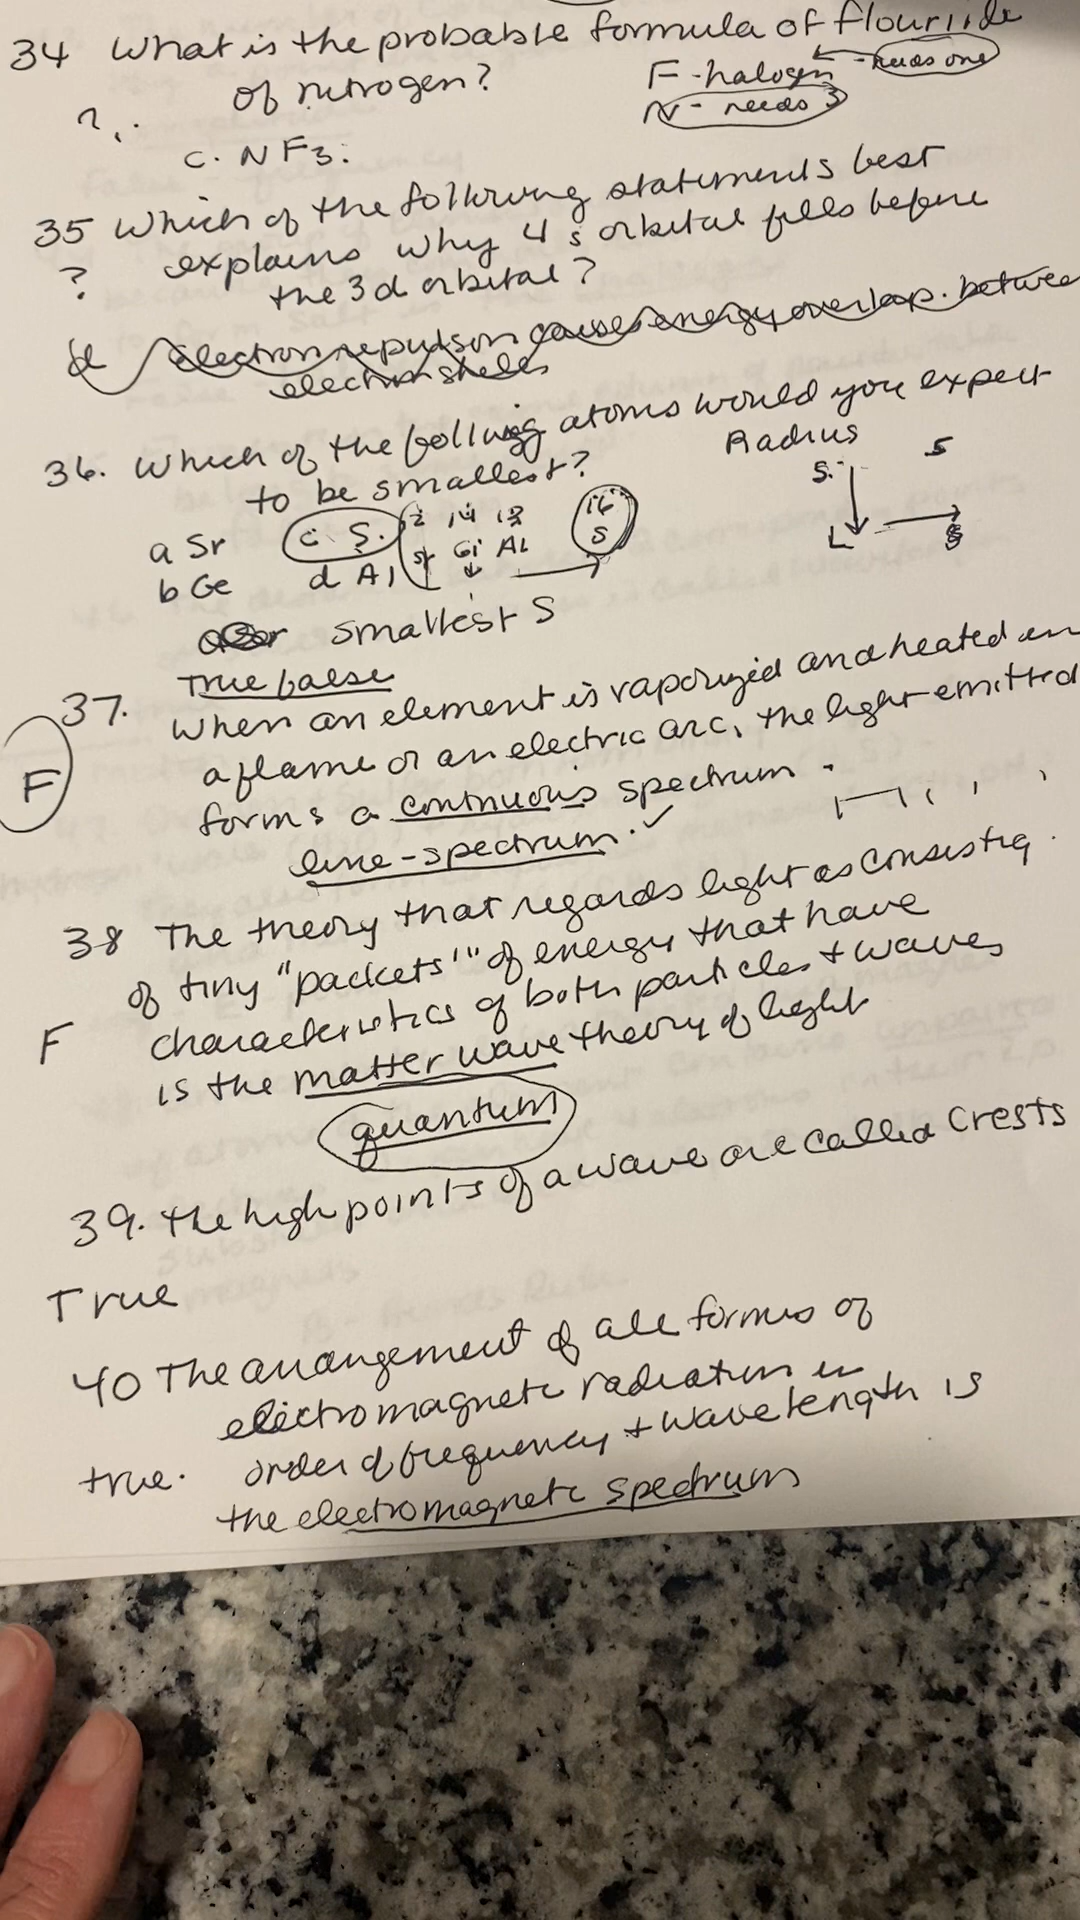 34 What is the probable formula of flouriide
of nitrogen?
F-halogen - needs one
N - needs 3
?.
C. NF3.
35 Which of the following statements best
? explains why 4s orbital fills before
the 3d orbital?
d electron repulsion causes energy overlap between
electron shells
36. Which of the following atoms would you expect
to be smallest?
Radius
S
S.
L S
a Sr c S. 2 14 13 16
b Ge d Al Sr Al S
smallest S
True false
37. When an element is vaporized and heated in
F a flame or an electric arc, the light emitted
forms a continuous spectrum.
line-spectrum.
38 The theory that regards light as consisting
of tiny "packets" of energy that have
F characteristics of both particles + waves
is the matter wave theory of light
quantum
39. the high points of a wave are called Crests
True
40 The arrangement of all forms of
electromagnetic radiation in
true. order of frequency + wavelength is
the electromagnetic spectrum